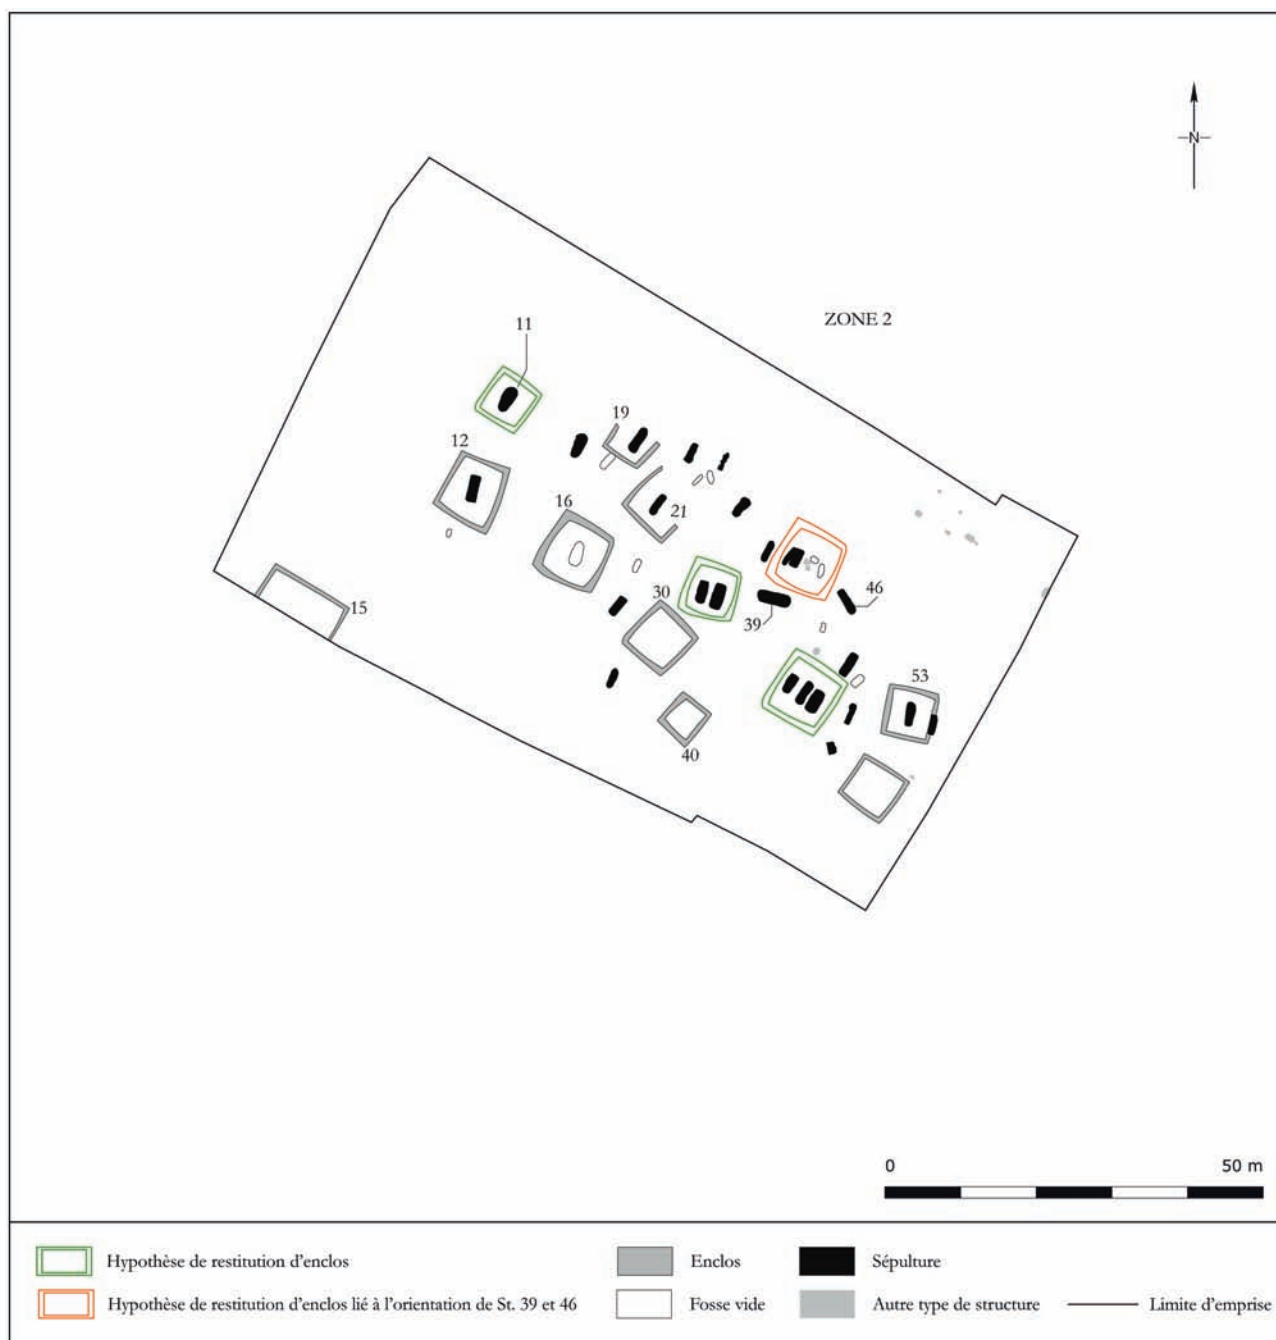 N
ZONE 2
11
19
12
16
21
46
30
39
15
53
40
0 50 m
Hypothèse de restitution d'enclos
Enclos
Sépulture
Hypothèse de restitution d'enclos lié à l'orientation de St. 39 et 46
Fosse vide
Autre type de structure
Limite d'emprise